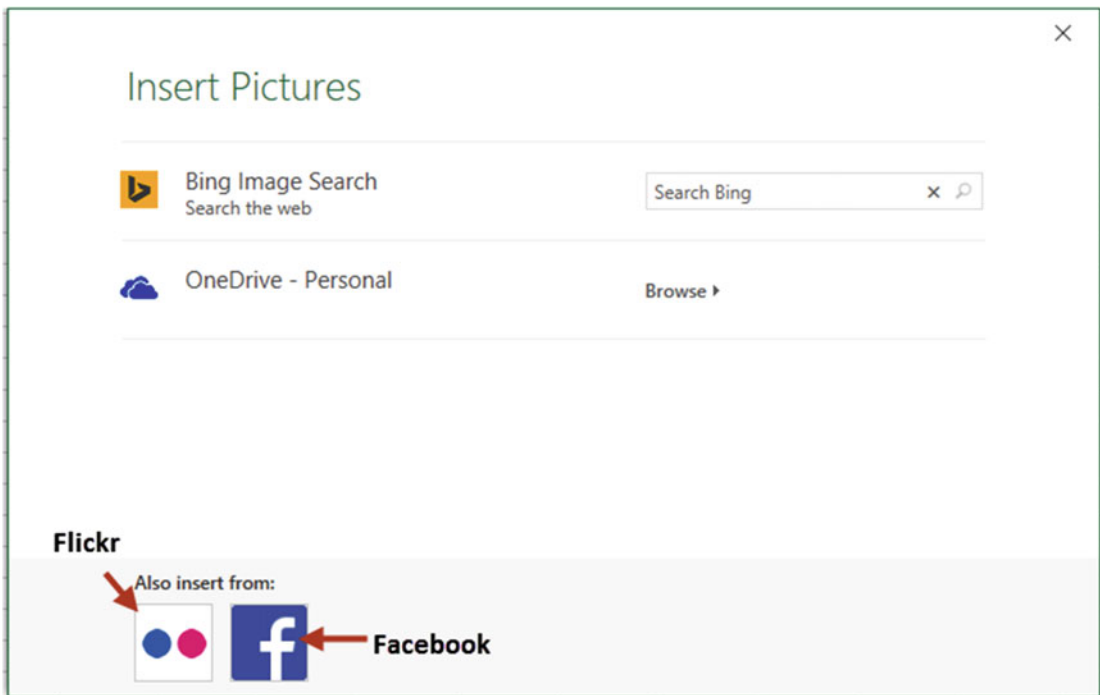 Insert Pictures
Bing Image Search
Search the web
Search Bing
OneDrive - Personal
Browse
Flickr
Also insert from:
Facebook